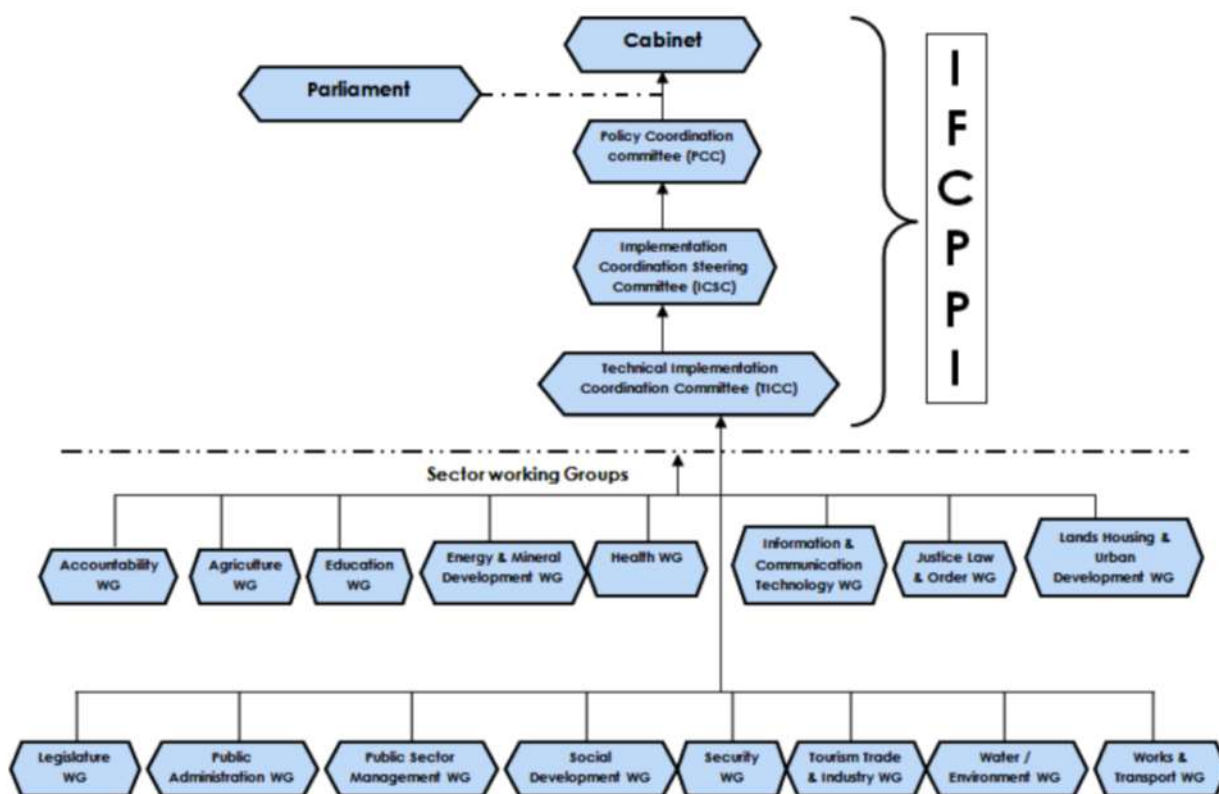 Cabinet
Parliament
Policy Coordination
committee (PCC)
Implementation
Coordination Steering
Committee (ICSC)
Technical Implementation
Coordination Committee (TICC)
I
F
C
P
P
I
Sector working Groups
Accountability
WG
Agriculture
WG
Education
WG
Energy & Mineral
Development WG
Health WG
Information &
Communication
Technology WG
Justice Law
& Order WG
Lands Housing &
Urban
Development WG
Legislature
WG
Public
Administration WG
Public Sector
Management WG
Social
Development WG
Security
WG
Tourism Trade
& Industry WG
Water /
Environment WG
Works &
Transport WG